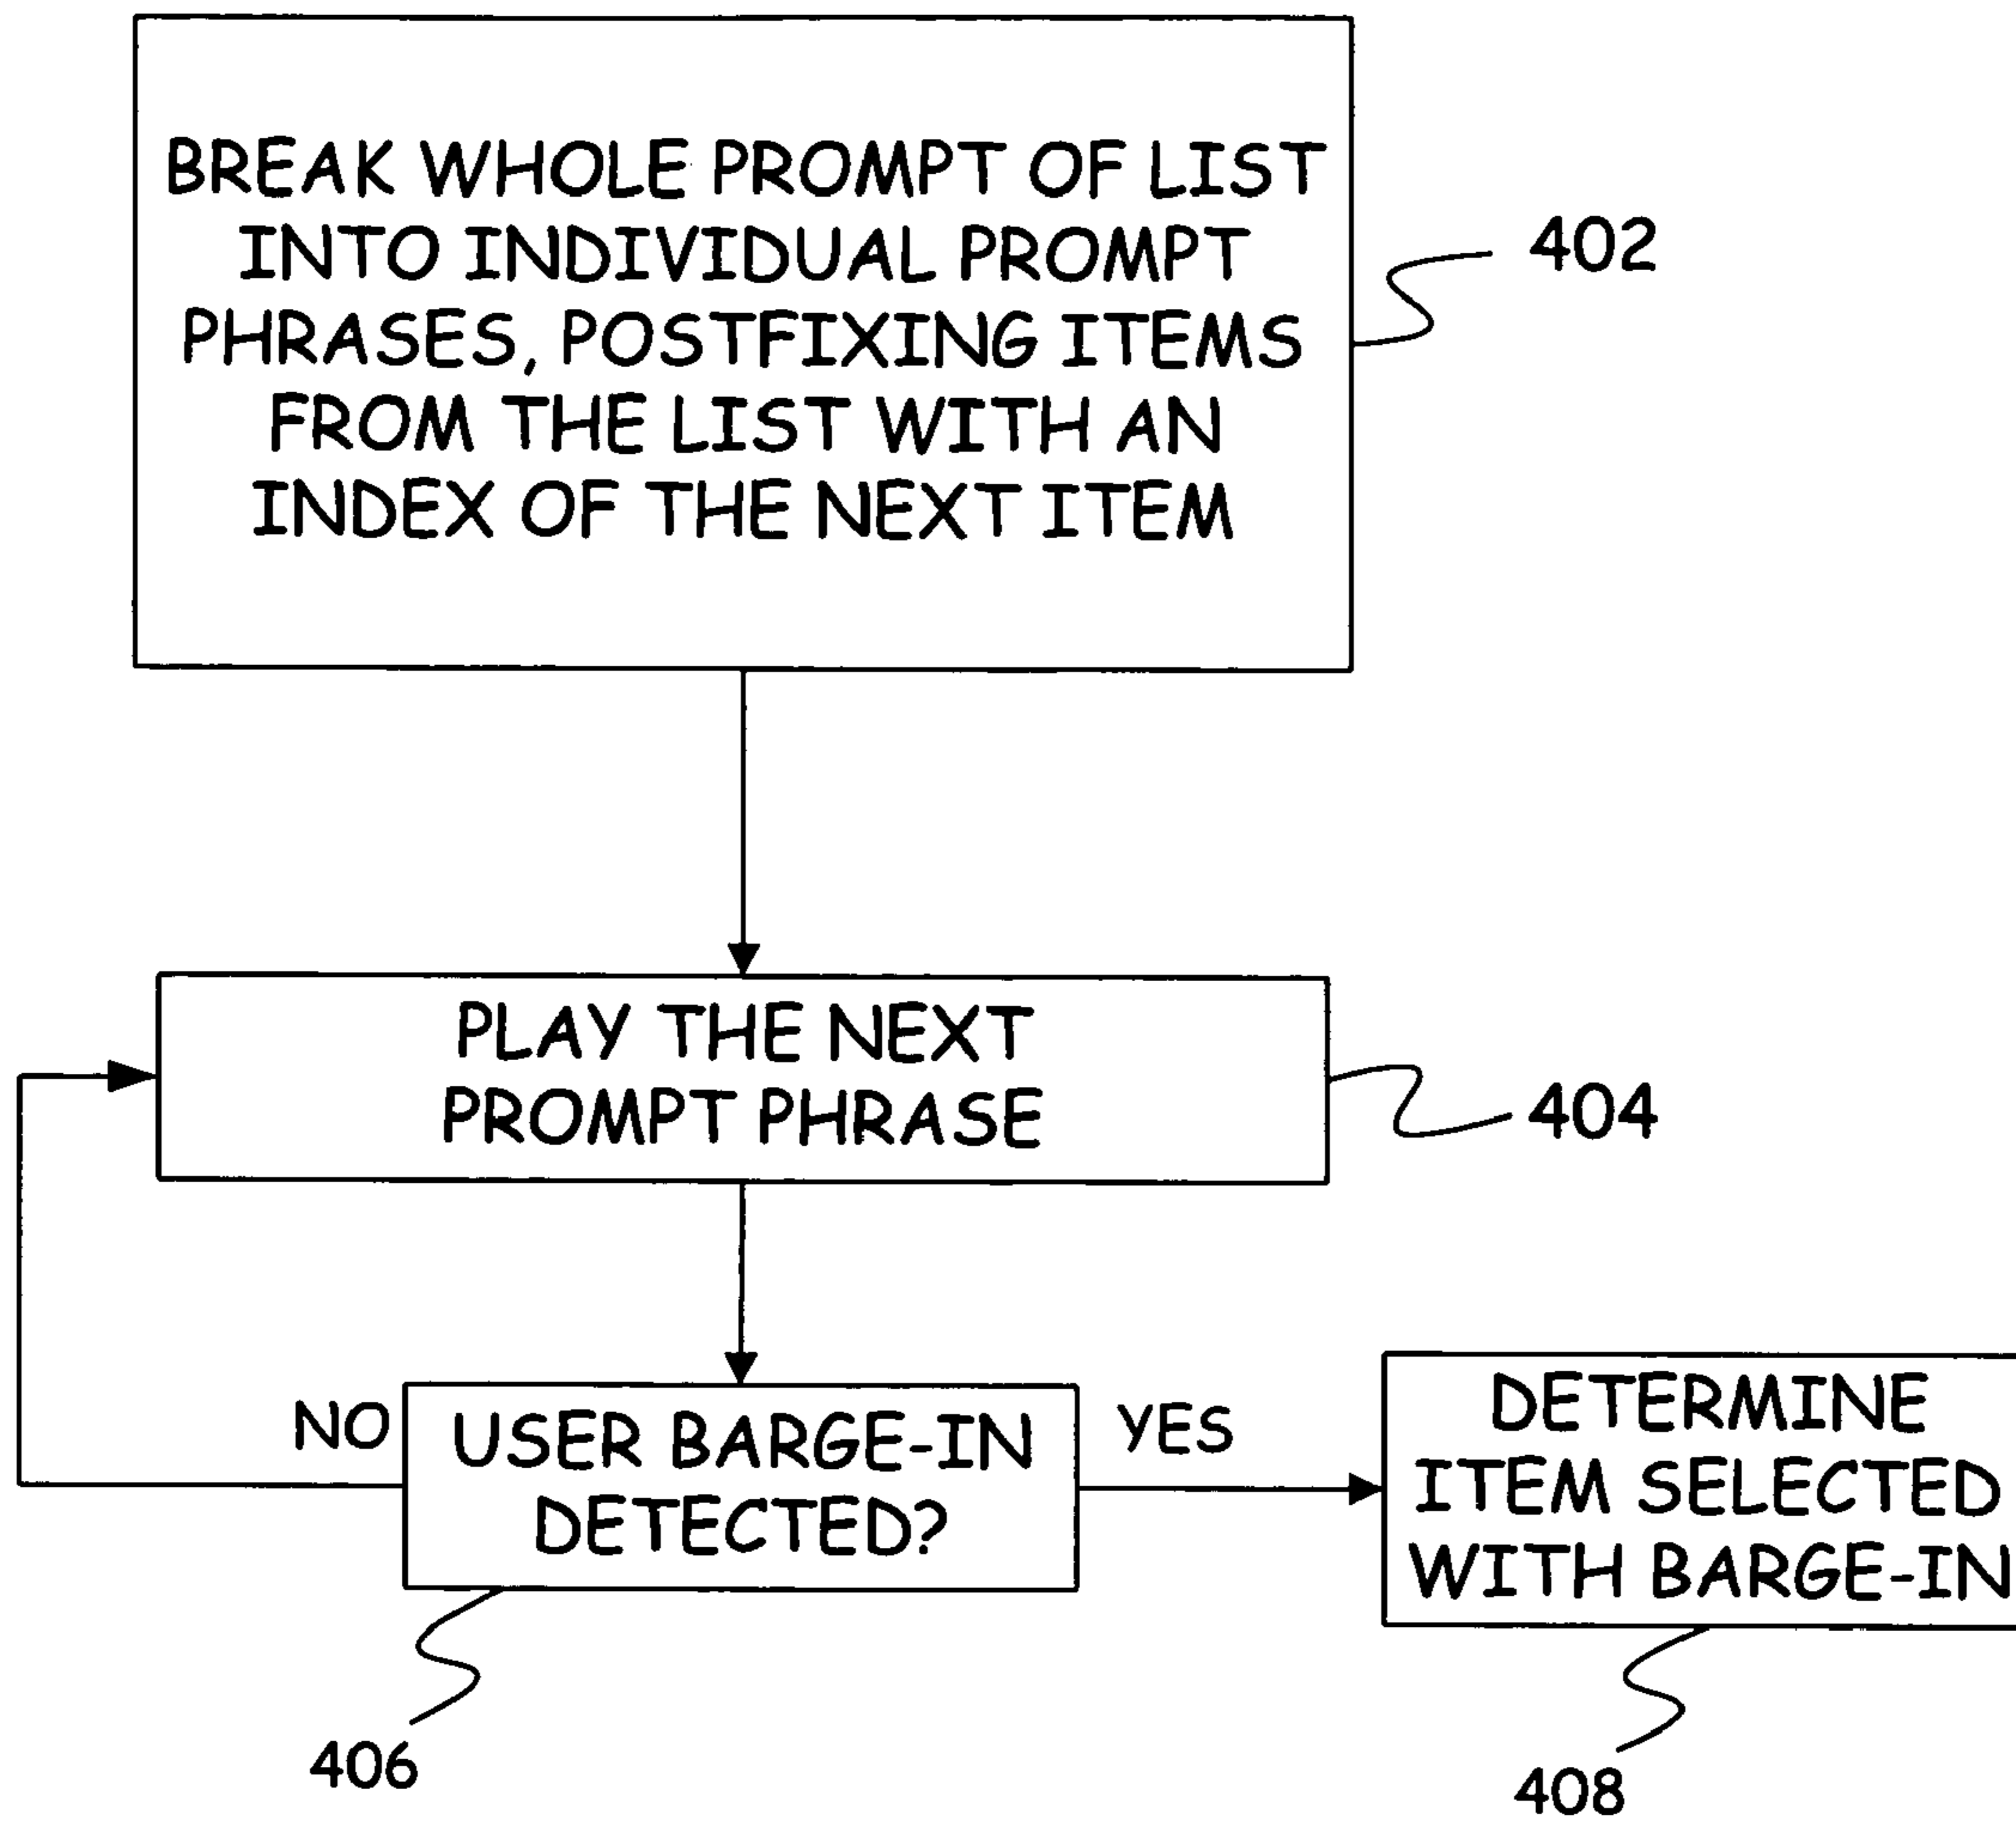 BREAK WHOLE PROMPT OF LIST
INTO INDIVIDUAL PROMPT
PHRASES, POSTFIXING ITEMS
FROM THE LIST WITH AN
INDEX OF THE NEXT ITEM
402
PLAY THE NEXT
PROMPT PHRASE
404
NO
USER BARGE-IN
DETECTED?
YES
DETERMINE
ITEM SELECTED
WITH BARGE-IN
406
408